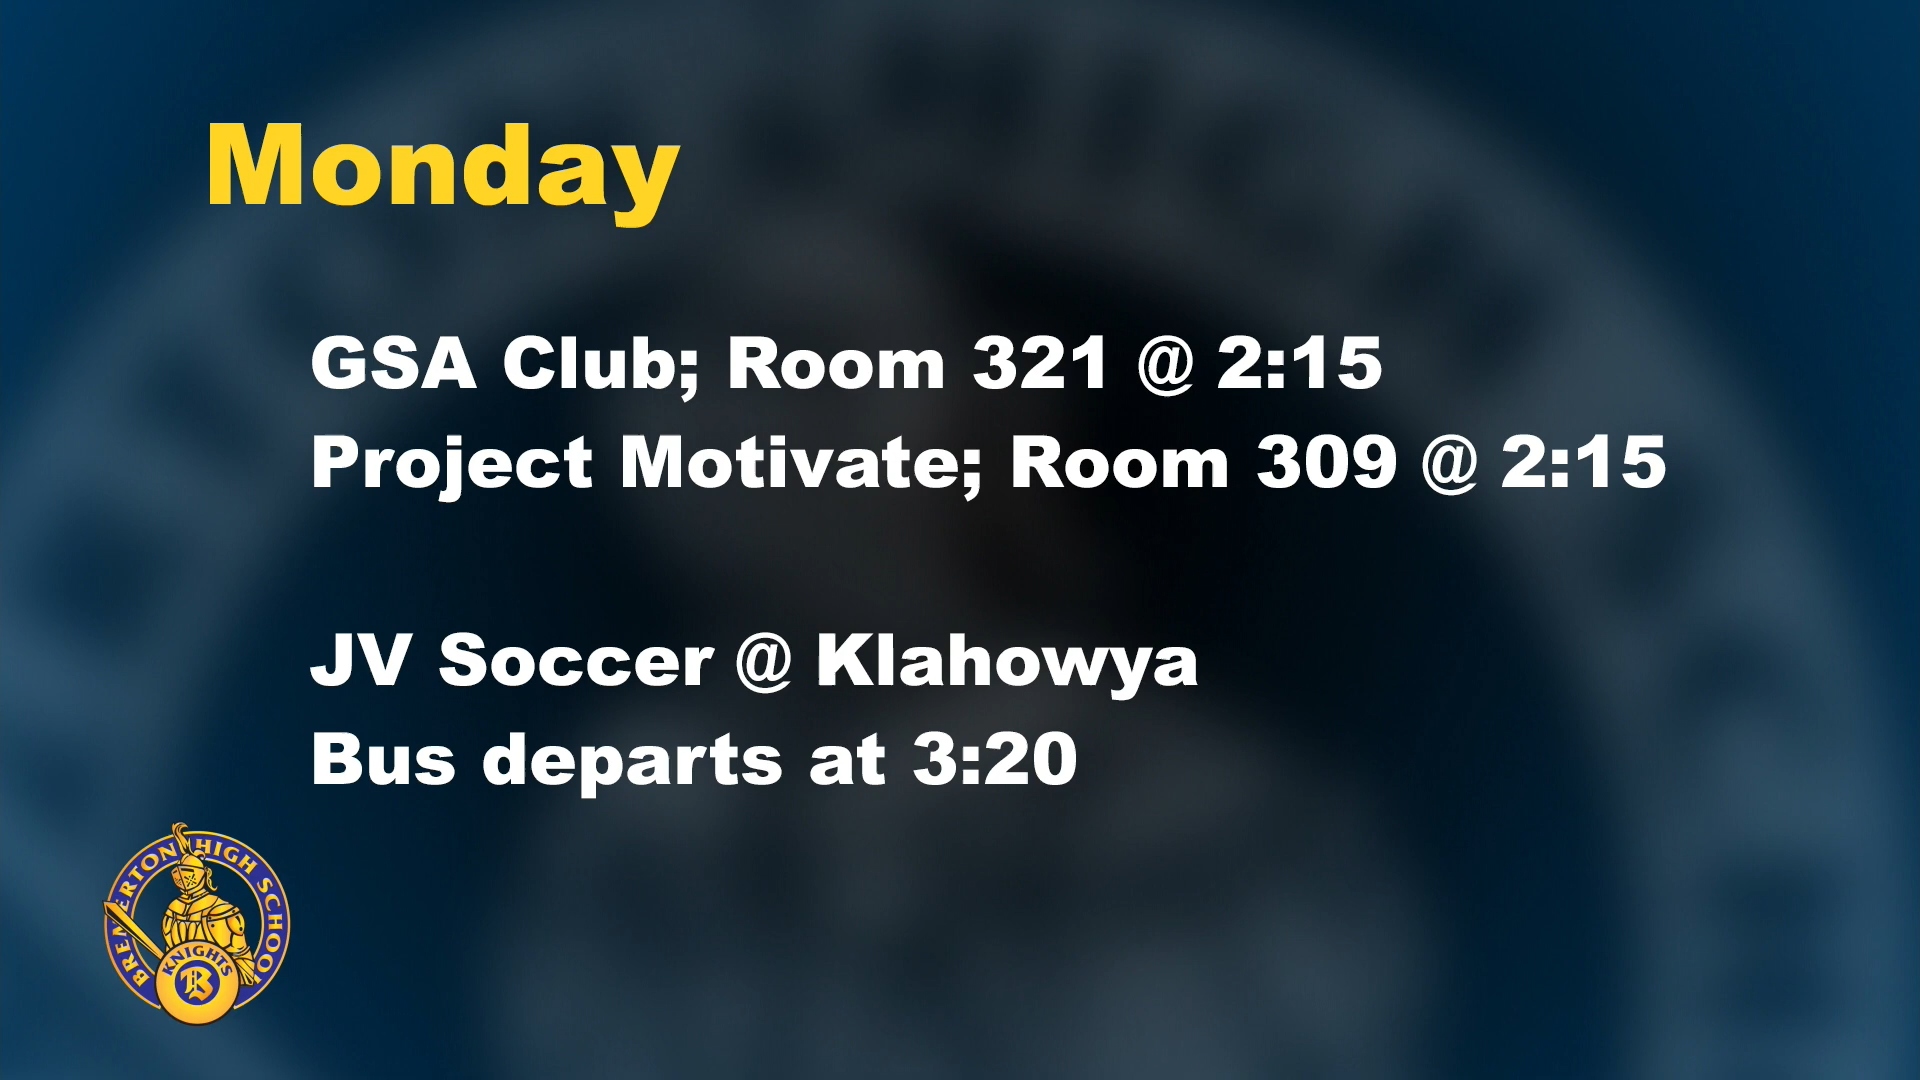 Monday
GSA Club; Room 321 @ 2:15
Project Motivate; Room 309 @ 2:15
JV Soccer @ Klahowya
Bus departs at 3:20
BREMERTON HIGH SCHOOL
KNIGHTS
B